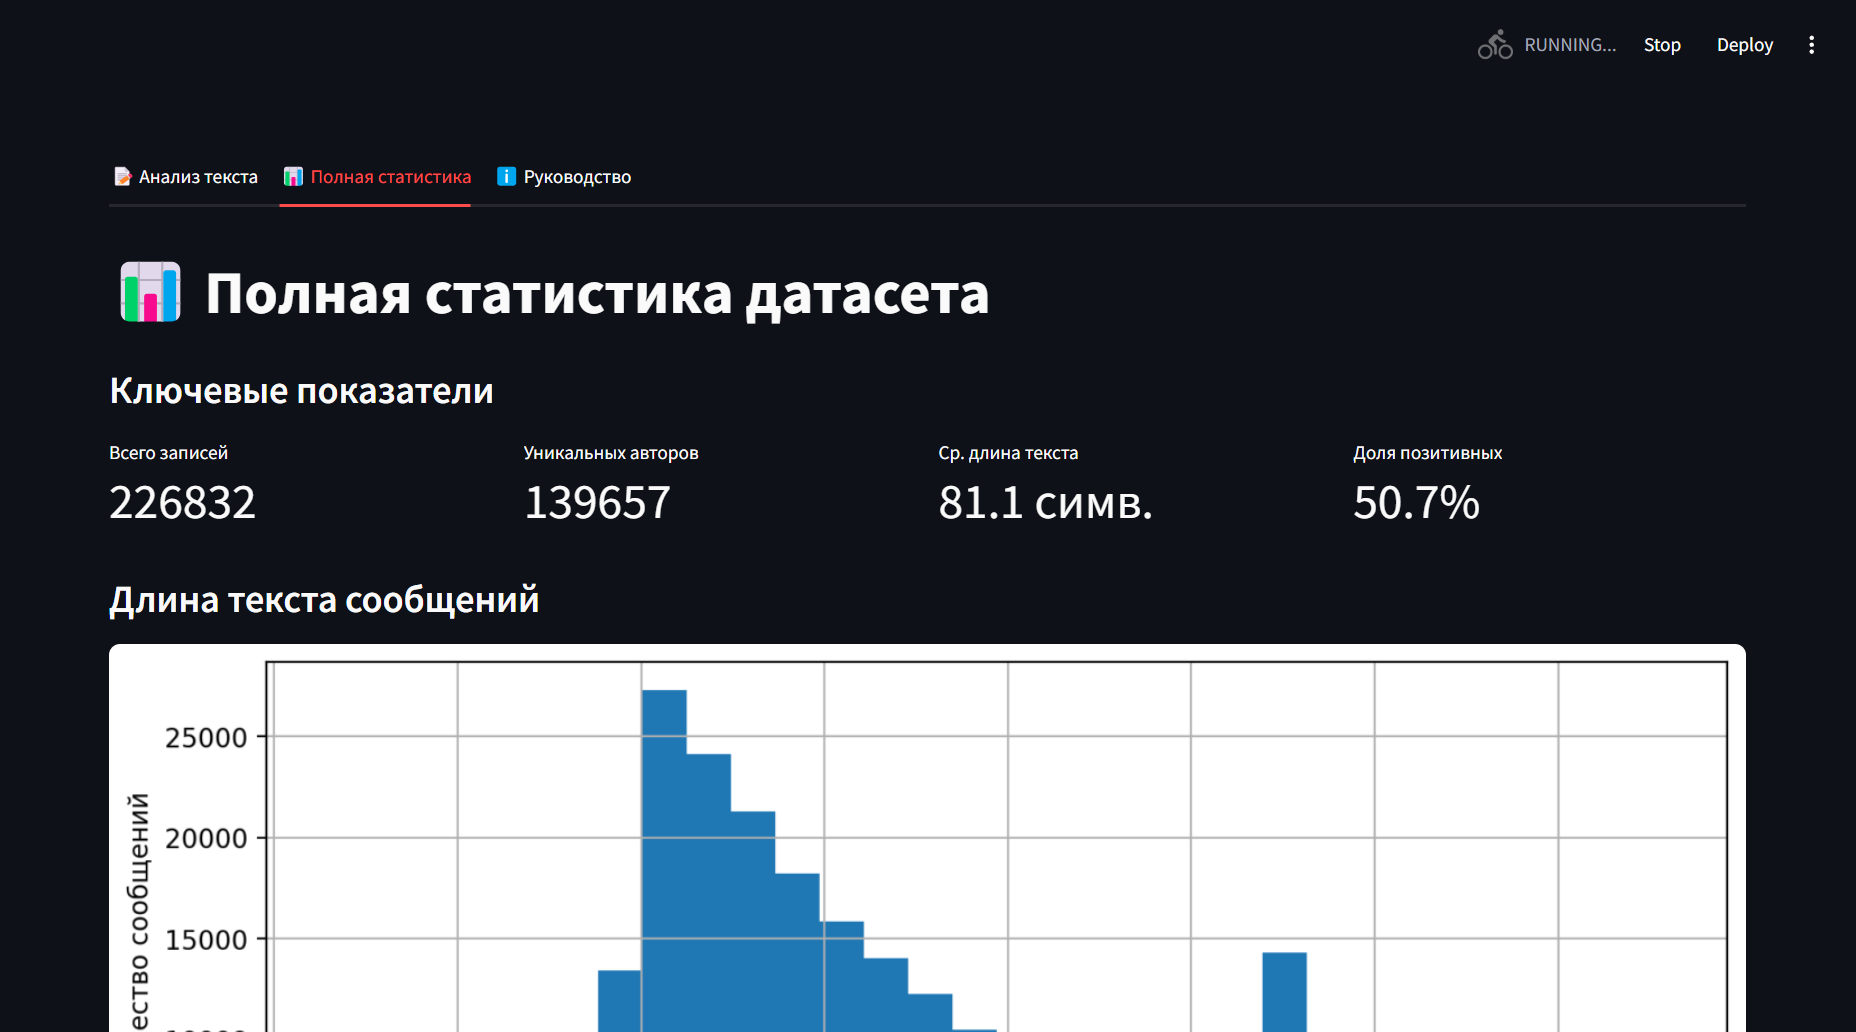 RUNNING... Stop Deploy
Анализ текста Полная статистика Руководство
Полная статистика датасета
Ключевые показатели
Всего записей Уникальных авторов Ср. длина текста Доля позитивных
226832 139657 81.1 симв. 50.7%
Длина текста сообщений
25000
20000
15000
ество сообщений